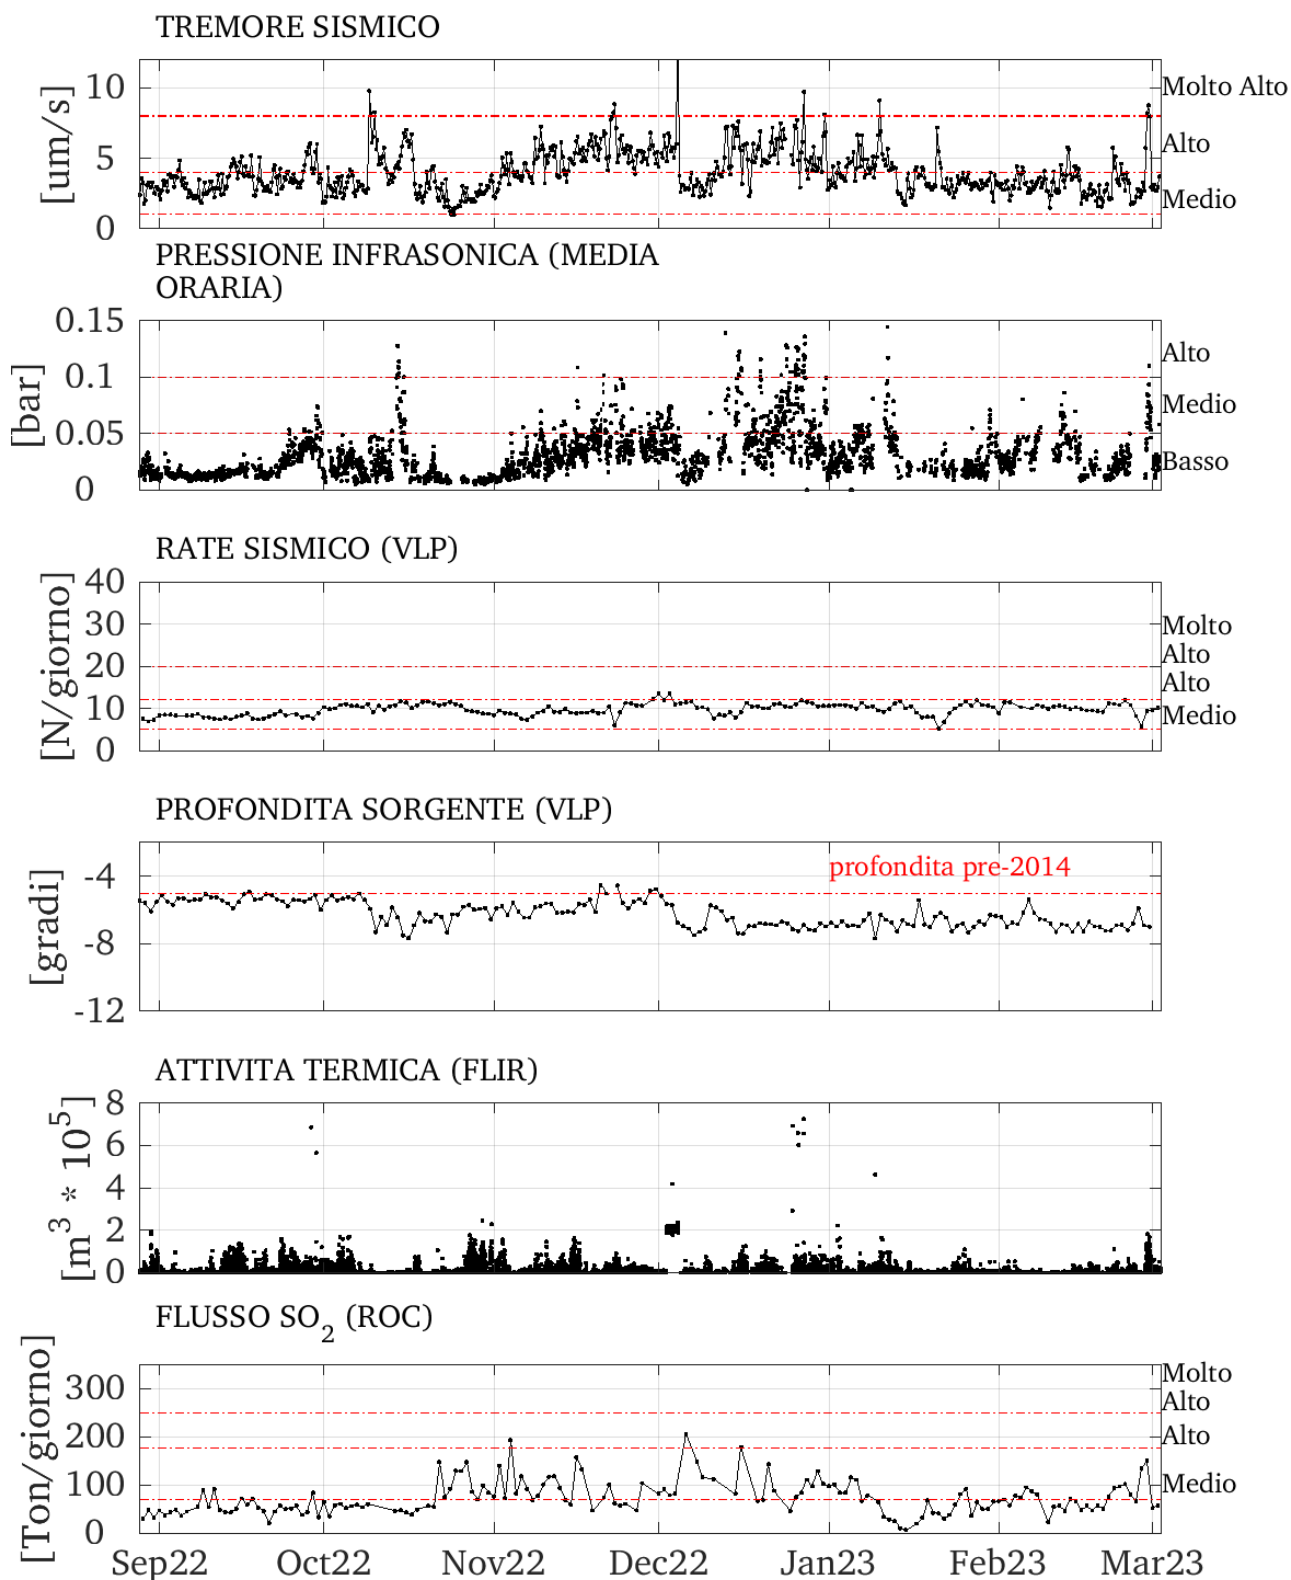 TREMORE SISMICO
[um/s]
10
5
0
Molto Alto
Alto
Medio
PRESSIONE INFRASONICA (MEDIA
ORARIA)
[bar]
0.15
0.1
0.05
0
Alto
Medio
Basso
RATE SISMICO (VLP)
[N/giorno]
40
30
20
10
0
Molto
Alto
Alto
Medio
PROFONDITA SORGENTE (VLP)
[gradi]
-4
-8
-12
profondita pre-2014
ATTIVITA TERMICA (FLIR)
[m³ * 10⁵]
8
6
4
2
0
FLUSSO SO₂ (ROC)
[Ton/giorno]
300
200
100
0
Molto
Alto
Alto
Medio
Sep22 Oct22 Nov22 Dec22 Jan23 Feb23 Mar23